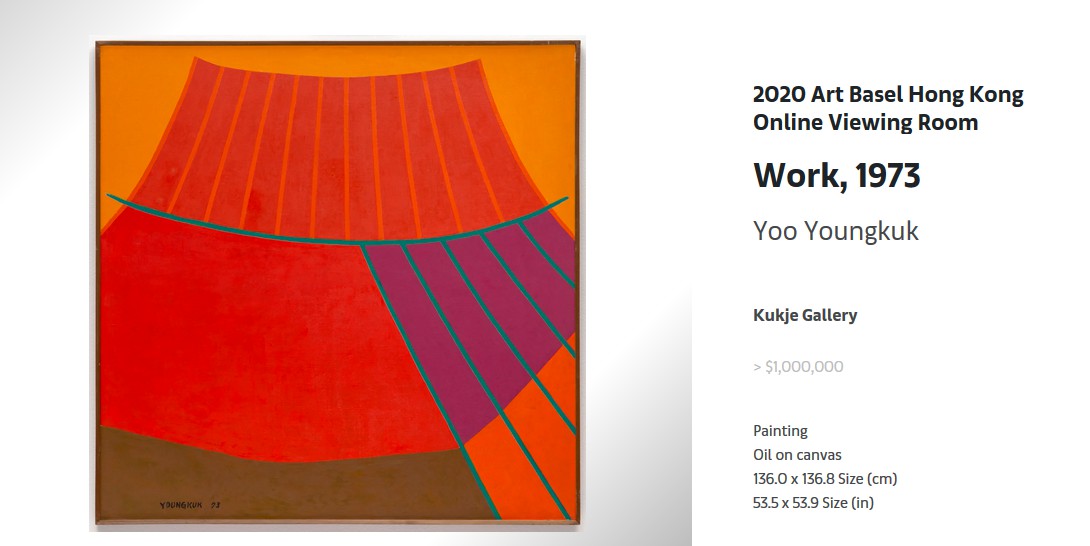 2020 Art Basel Hong Kong
Online Viewing Room
Work, 1973
Yoo Youngkuk
Kukje Gallery
> $1,000,000
Painting
Oil on canvas
136.0 x 136.8 Size (cm)
53.5 x 53.9 Size (in)
YOUNGKUK 73